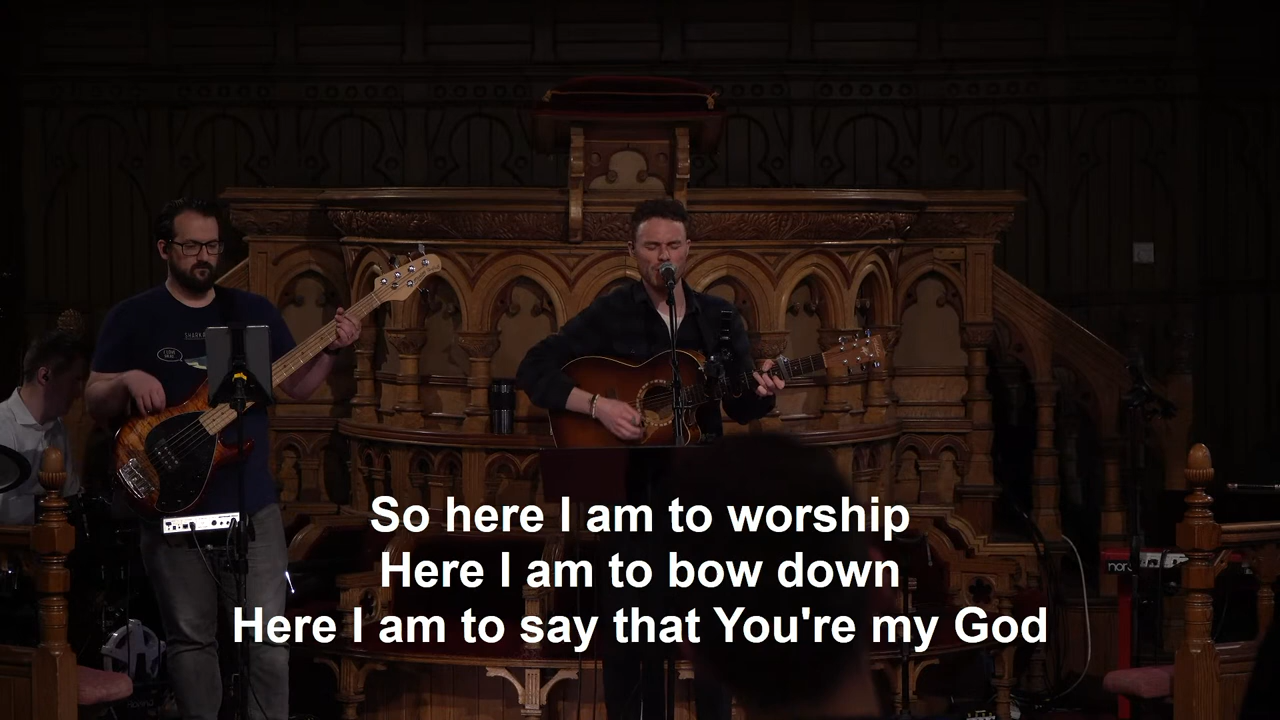 So here I am to worship
Here I am to bow down
Here I am to say that You're my God
nord